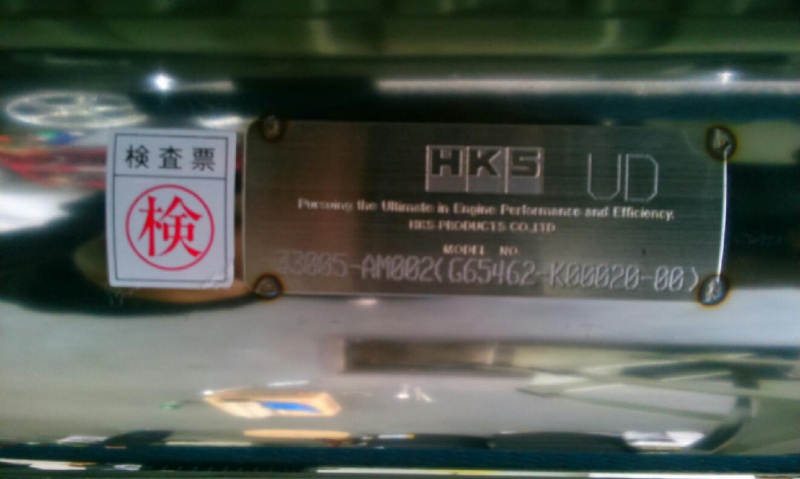 検査票
検
HKS UD
Pursuing the Ultimate in Engine Performance and Efficiency.
HKS PRODUCTS CO.,LTD
MODEL NO.
33005-AM002(G65462-K00020-00)